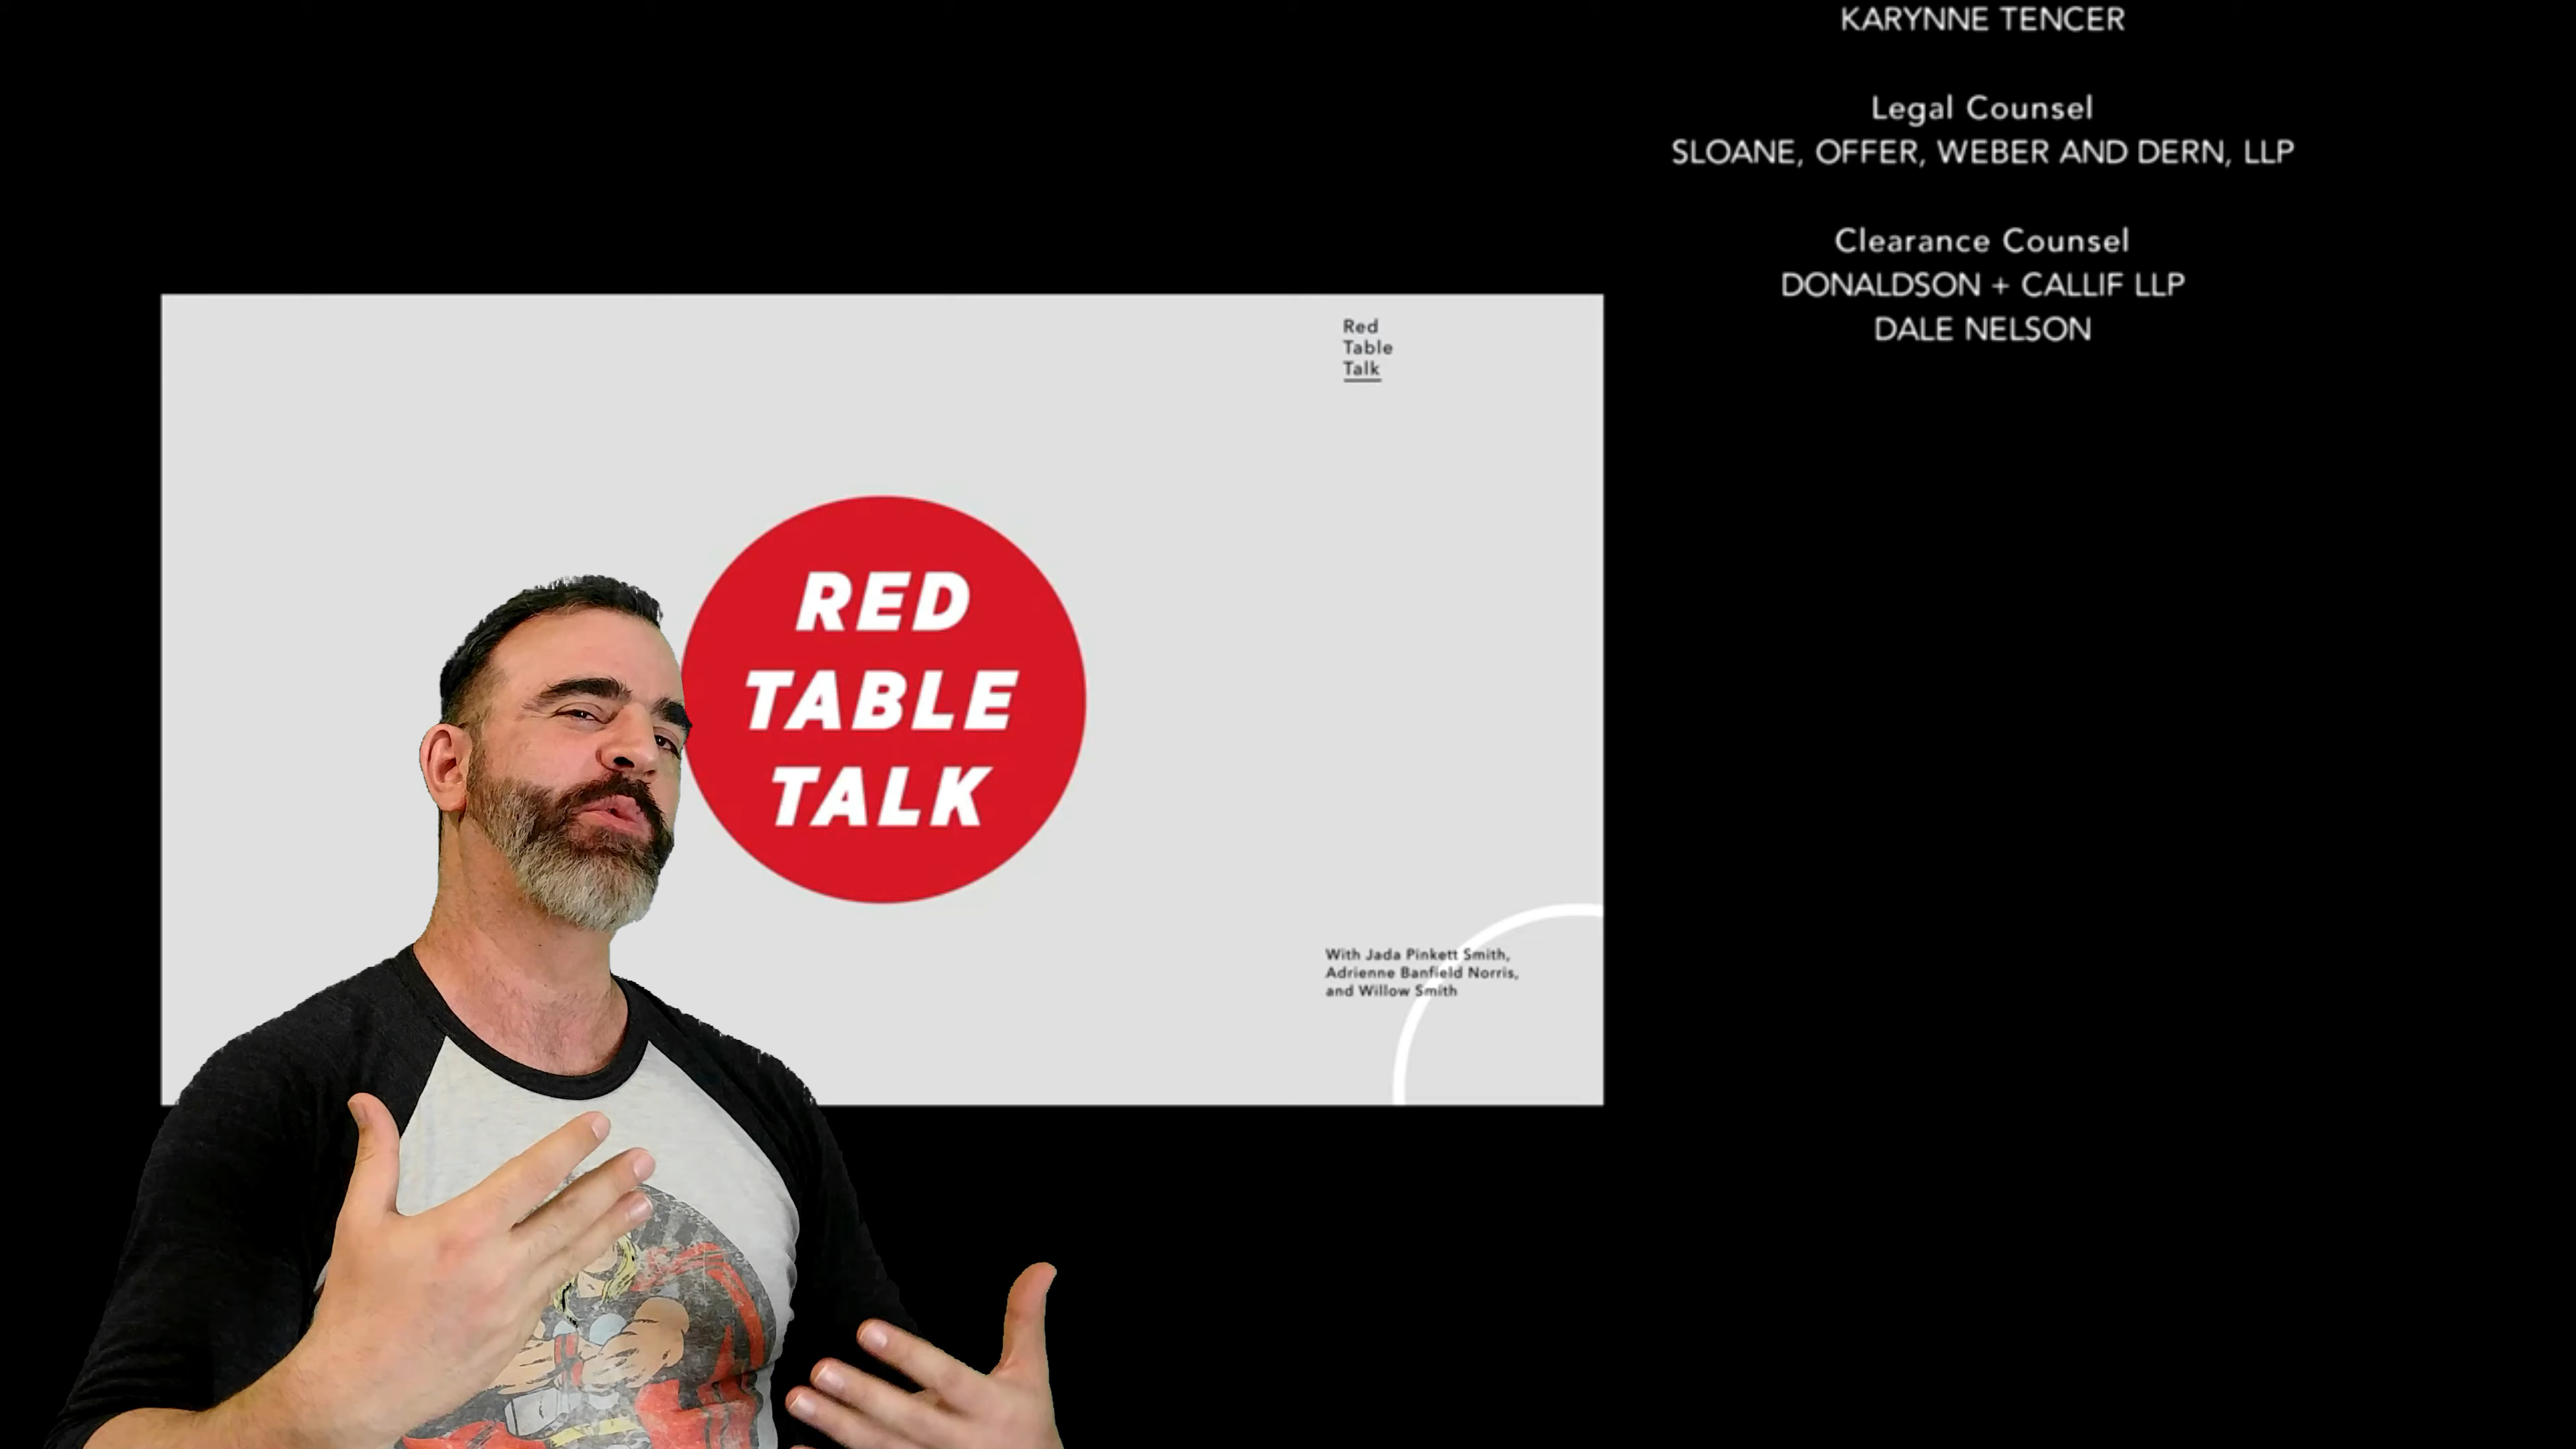 KARYNNE TENCER
Legal Counsel
SLOANE, OFFER, WEBER AND DERN, LLP
Clearance Counsel
DONALDSON + CALLIF LLP
DALE NELSON
Red
Table
Talk
RED
TABLE
TALK
With Jada Pinkett Smith,
Adrienne Banfield Norris,
and Willow Smith